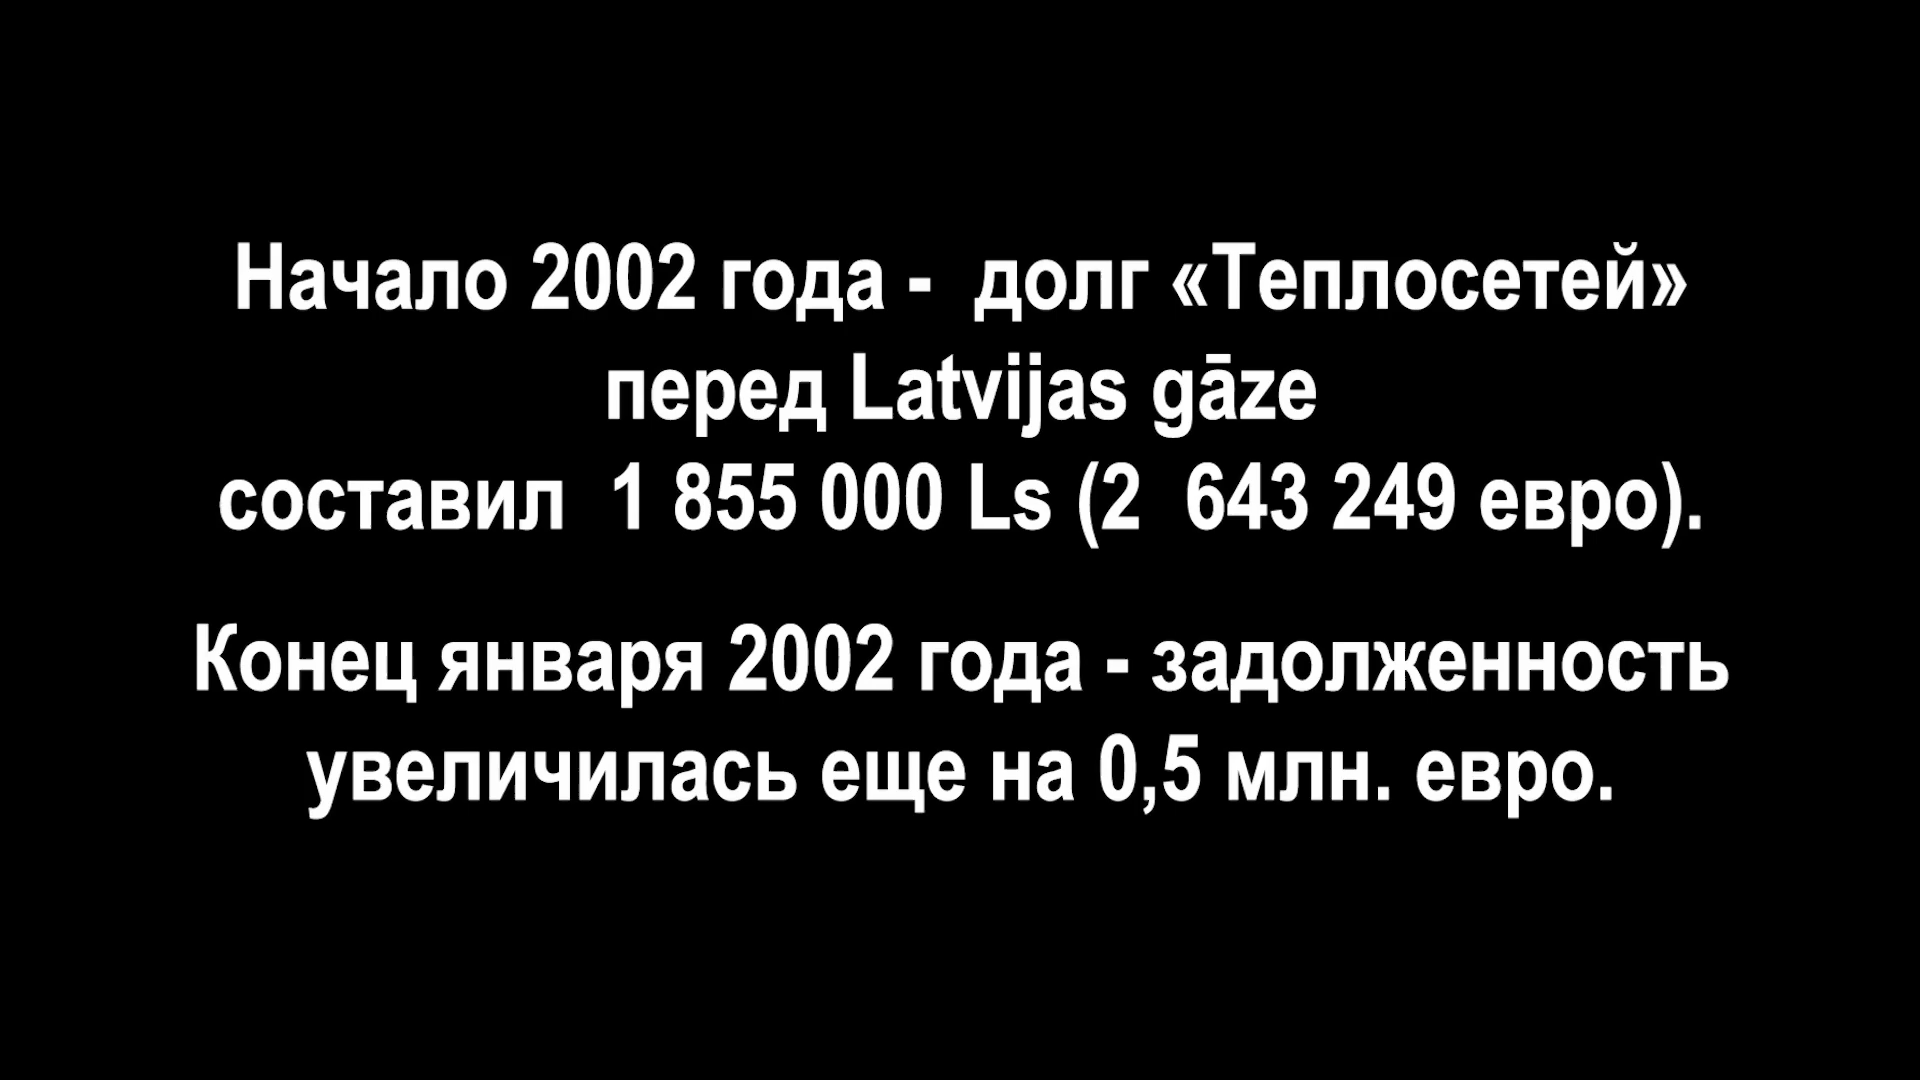 Начало 2002 года -  долг «Теплосетей»
перед Latvijas gāze
составил  1 855 000 Ls (2  643 249 евро).
Конец января 2002 года - задолженность
увеличилась еще на 0,5 млн. евро.